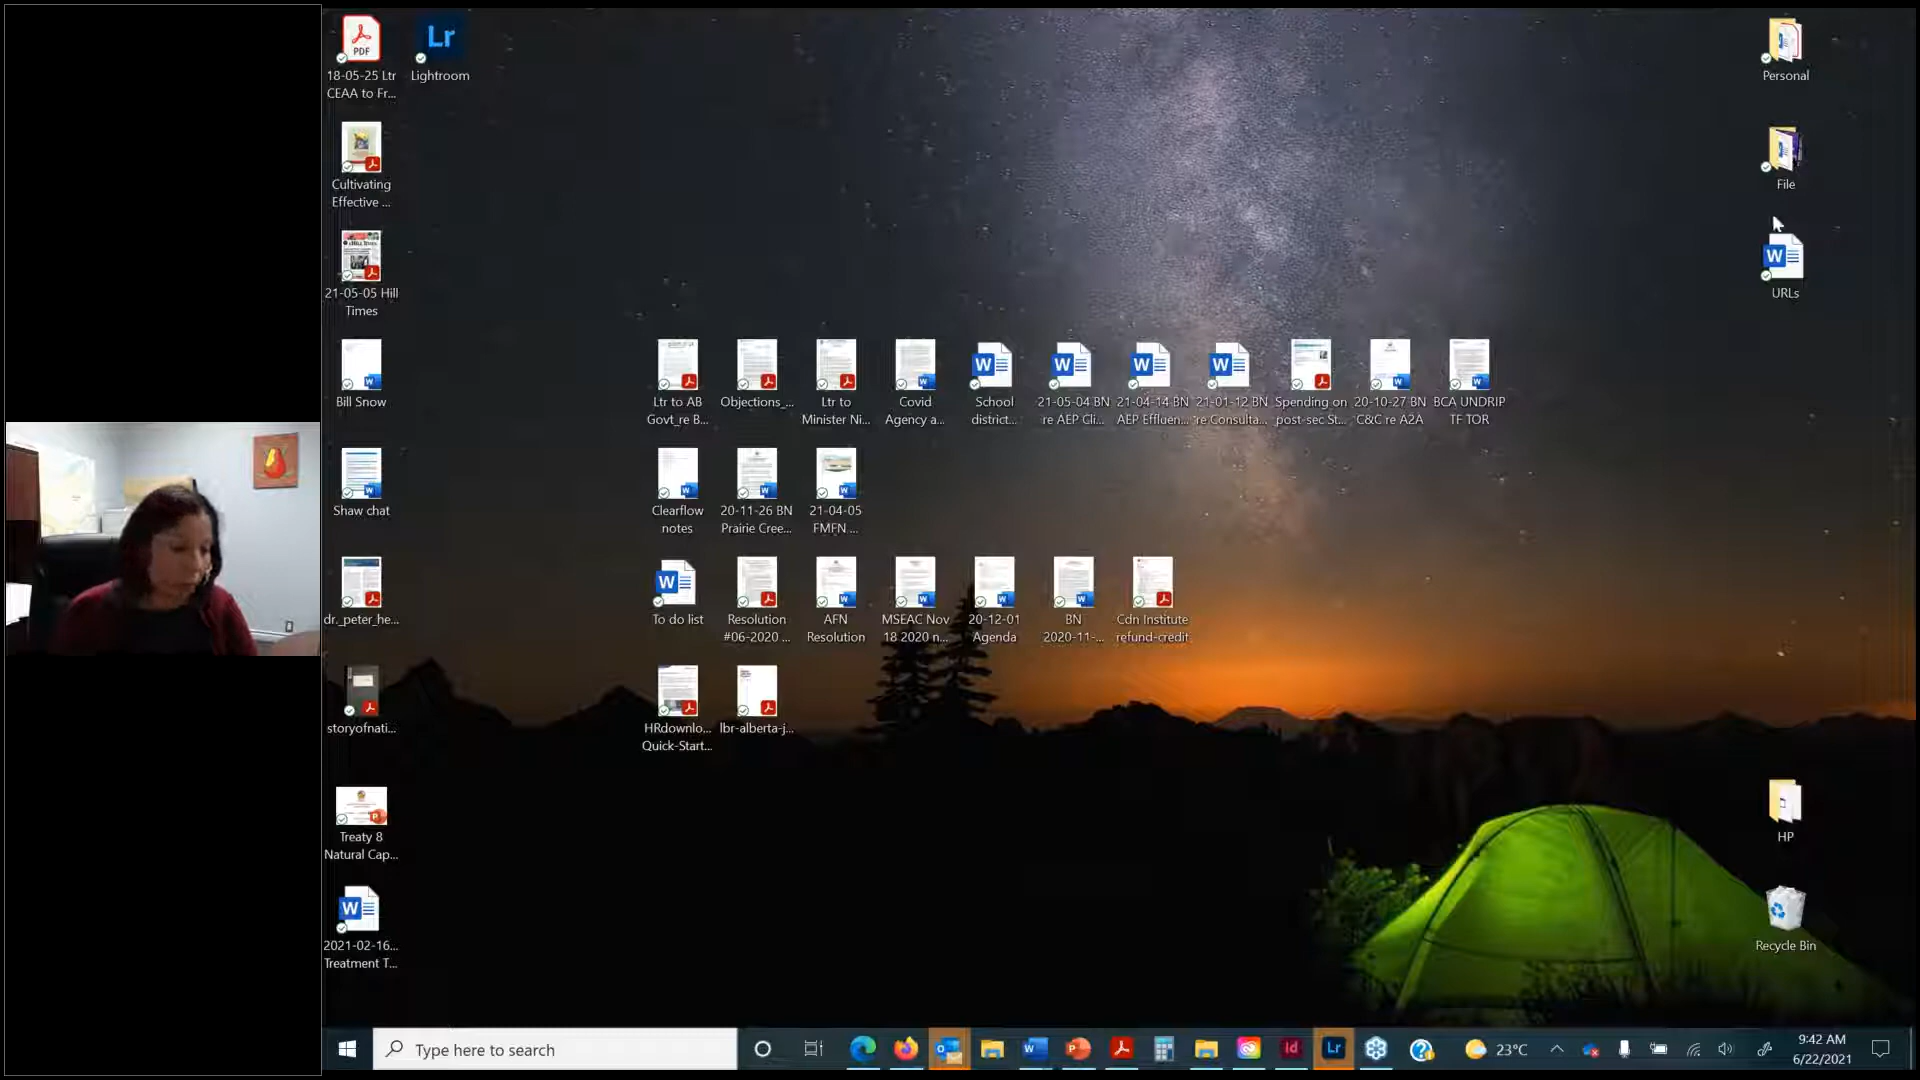 18-05-25 Ltr
CEAA to Fr...
Lightroom
Personal
Cultivating
Effective ...
File
21-05-05 Hill
Times
URLs
Bill Snow
Ltr to AB
Govt_re B...
Objections_...
Ltr to
Minister Ni...
Covid
Agency a...
School
district...
21-05-04 BN
re AEP Cli...
21-04-14 BN
AEP Effluen...
21-01-12 BN
re Consulta...
Spending on
post-sec St...
20-10-27 BN
C&C re A2A
BCA UNDRIP
TF TOR
Shaw chat
Clearflow
notes
20-11-26 BN
Prairie Cree...
21-04-05
FMFN ...
dr._peter_he...
To do list
Resolution
#06-2020 ...
AFN
Resolution
MSEAC Nov
18 2020 n...
20-12-01
Agenda
BN
2020-11-...
Cdn Institute
refund-credit
storyofnati...
HRdownlo...
Quick-Start...
lbr-alberta-j...
Treaty 8
Natural Cap...
HP
2021-02-16...
Treatment T...
Recycle Bin
Type here to search
23°C
9:42 AM
6/22/2021